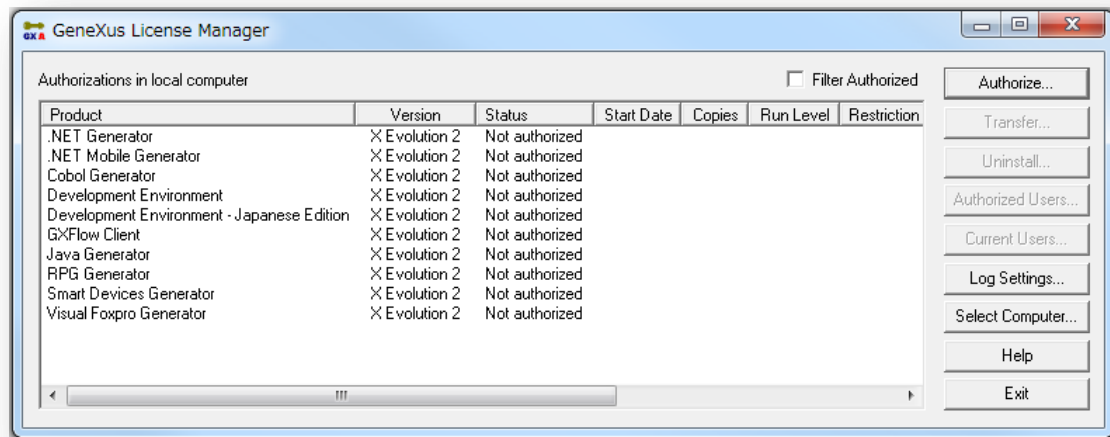 GXA GeneXus License Manager
Authorizations in local computer
Filter Authorized
Product Version Status Start Date Copies Run Level Restriction
.NET Generator X Evolution 2 Not authorized
.NET Mobile Generator X Evolution 2 Not authorized
Cobol Generator X Evolution 2 Not authorized
Development Environment X Evolution 2 Not authorized
Development Environment - Japanese Edition X Evolution 2 Not authorized
GXFlow Client X Evolution 2 Not authorized
Java Generator X Evolution 2 Not authorized
RPG Generator X Evolution 2 Not authorized
Smart Devices Generator X Evolution 2 Not authorized
Visual Foxpro Generator X Evolution 2 Not authorized
Authorize...
Transfer...
Uninstall...
Authorized Users...
Current Users...
Log Settings...
Select Computer...
Help
Exit